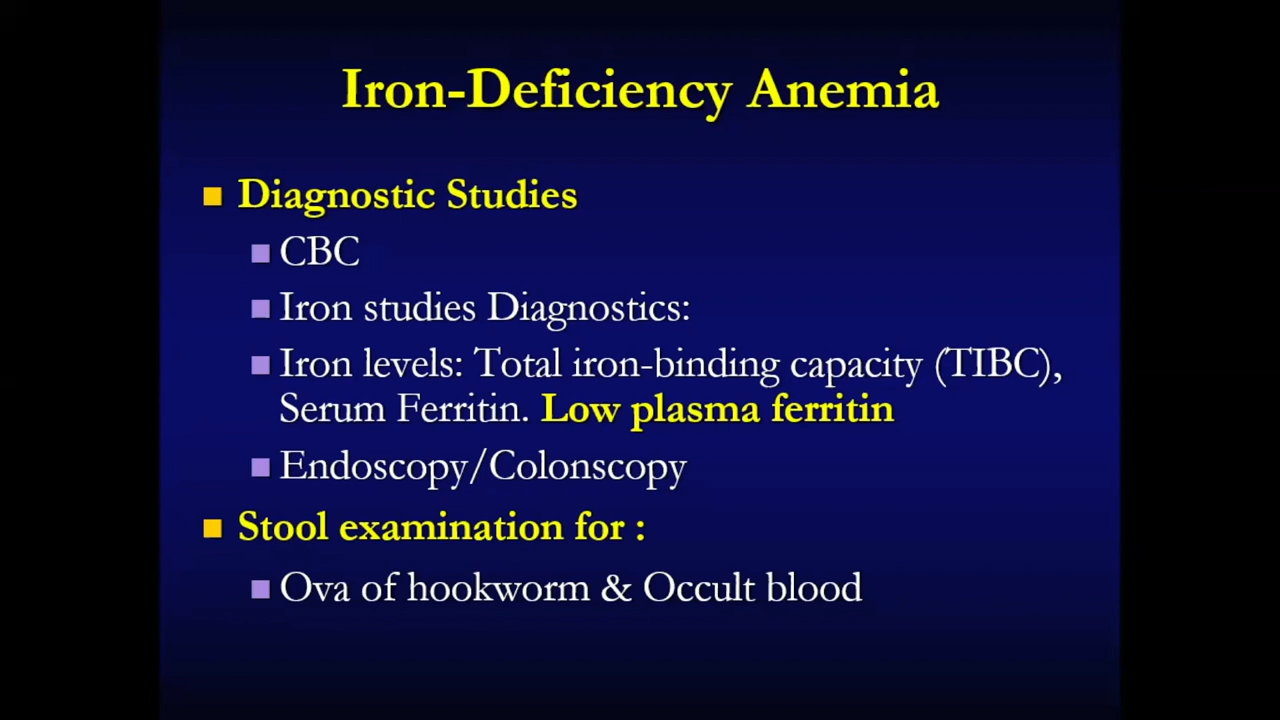 Iron-Deficiency Anemia
Diagnostic Studies
CBC
Iron studies Diagnostics:
Iron levels: Total iron-binding capacity (TIBC),
Serum Ferritin. Low plasma ferritin
Endoscopy/Colonscopy
Stool examination for :
Ova of hookworm & Occult blood